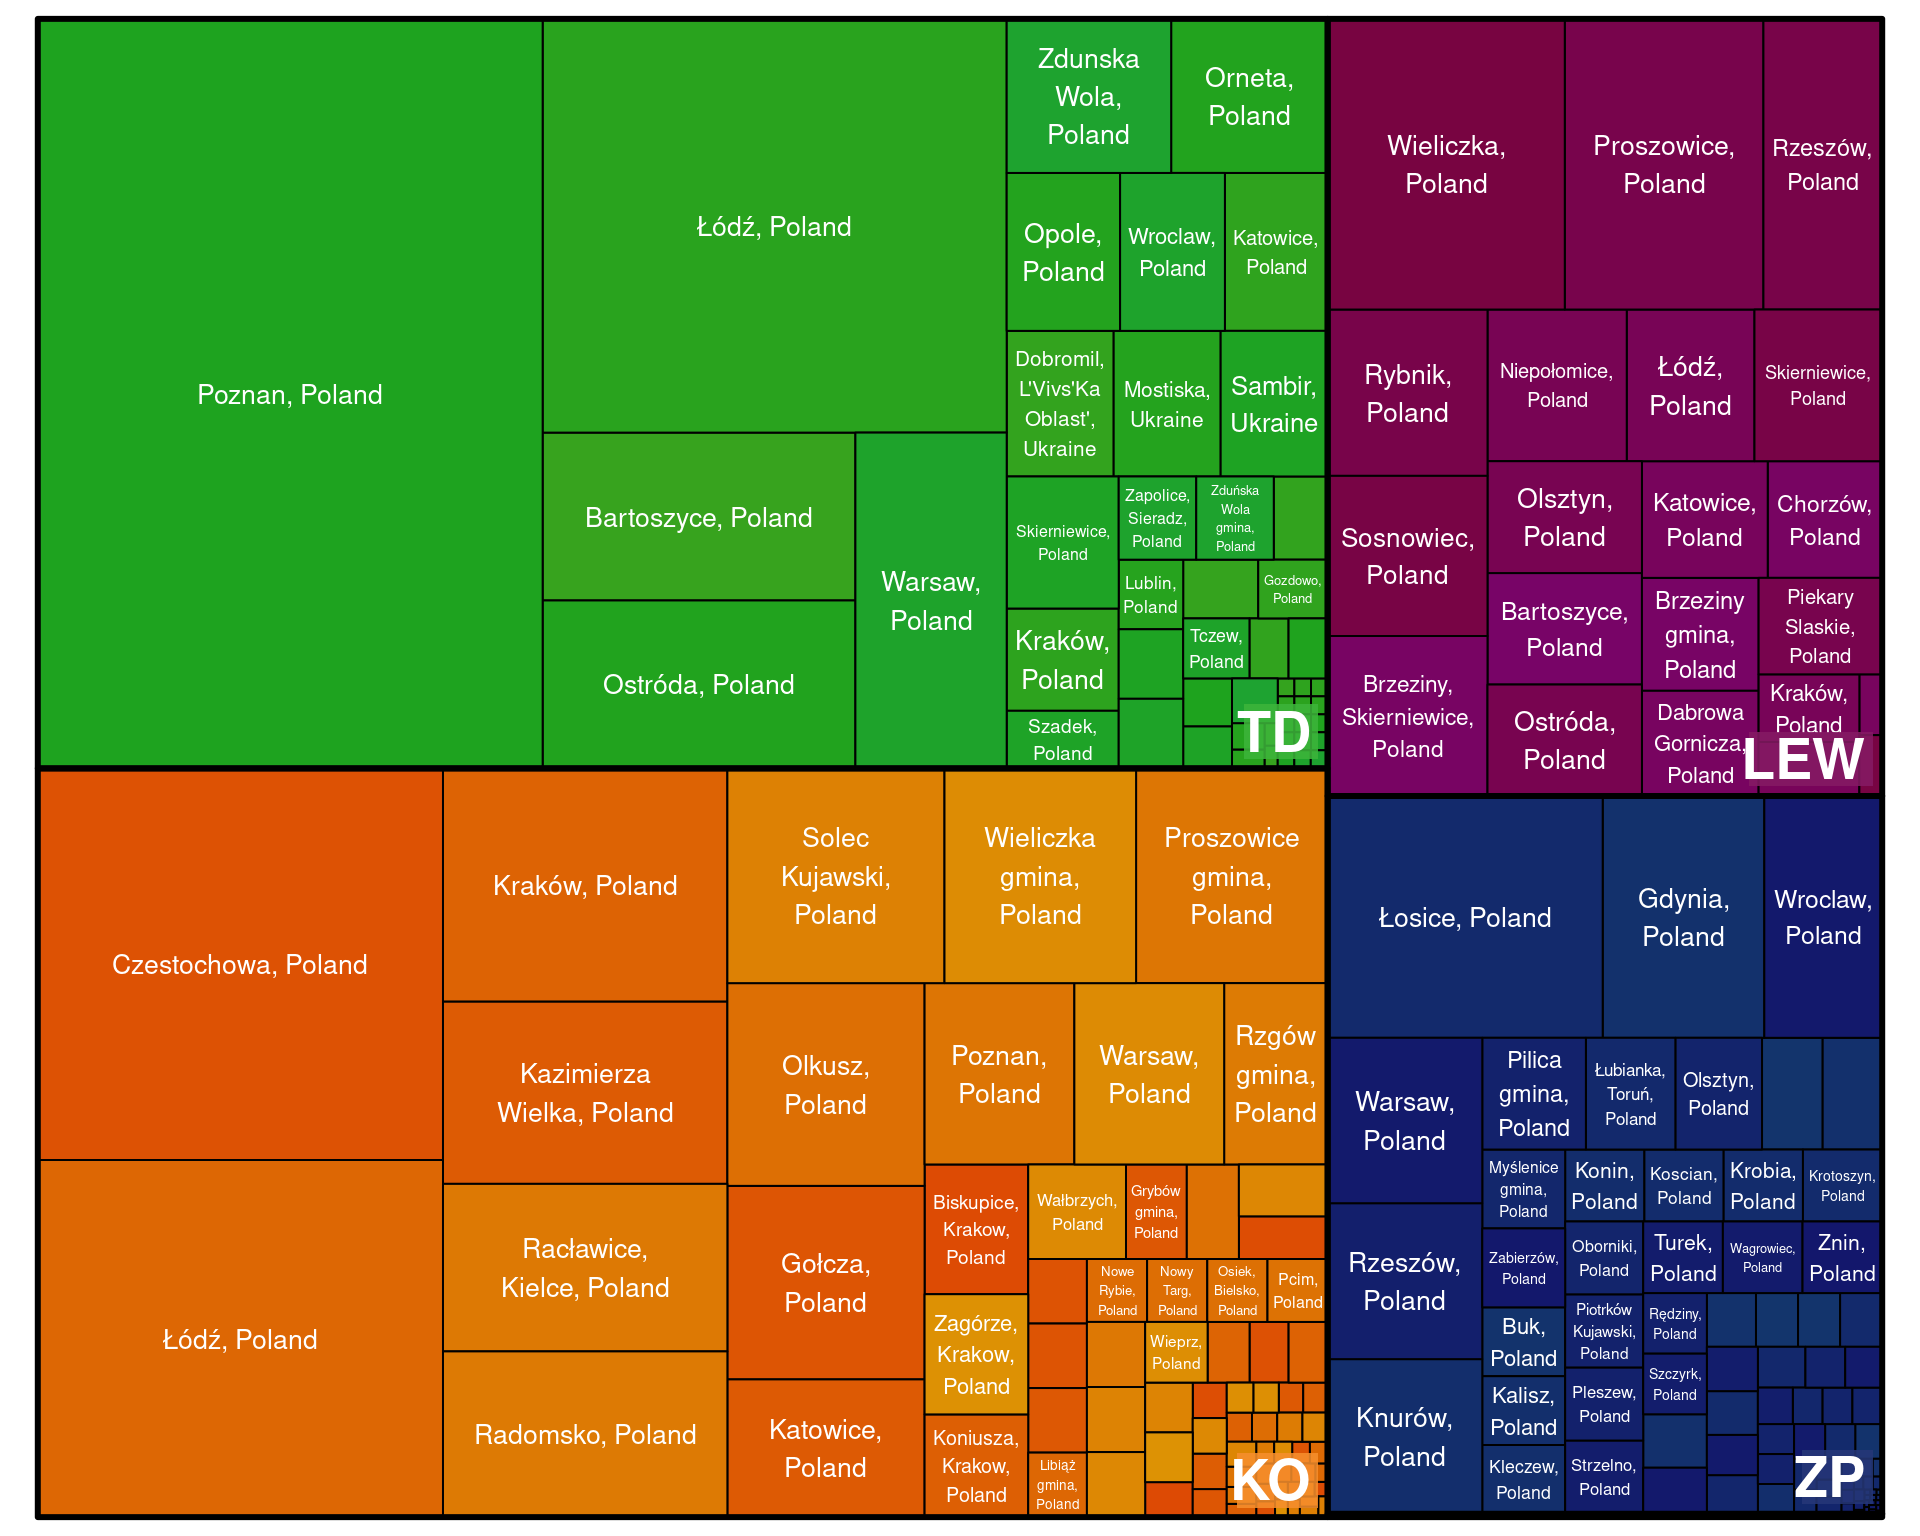 Poznan, Poland
Łódź, Poland
Bartoszyce, Poland
Ostróda, Poland
Warsaw,
Poland
Zdunska
Wola,
Poland
Orneta,
Poland
Opole,
Poland
Wroclaw,
Poland
Katowice,
Poland
Dobromil,
L'Vivs'Ka
Oblast',
Ukraine
Mostiska,
Ukraine
Sambir,
Ukraine
Skierniewice,
Poland
Zapolice,
Sieradz,
Poland
Zduńska
Wola
gmina,
Poland
Lublin,
Poland
Gozdowo,
Poland
Kraków,
Poland
Tczew,
Poland
Szadek,
Poland
TD
Wieliczka,
Poland
Proszowice,
Poland
Rzeszów,
Poland
Rybnik,
Poland
Niepołomice,
Poland
Łódź,
Poland
Skierniewice,
Poland
Sosnowiec,
Poland
Olsztyn,
Poland
Katowice,
Poland
Chorzów,
Poland
Bartoszyce,
Poland
Brzeziny
gmina,
Poland
Piekary
Slaskie,
Poland
Brzeziny,
Skierniewice,
Poland
Ostróda,
Poland
Dabrowa
Gornicza,
Poland
Kraków,
Poland
LEW
Czestochowa, Poland
Łódź, Poland
Kraków, Poland
Kazimierza
Wielka, Poland
Racławice,
Kielce, Poland
Radomsko, Poland
Solec
Kujawski,
Poland
Wieliczka
gmina,
Poland
Proszowice
gmina,
Poland
Olkusz,
Poland
Poznan,
Poland
Warsaw,
Poland
Rzgów
gmina,
Poland
Gołcza,
Poland
Katowice,
Poland
Biskupice,
Krakow,
Poland
Wałbrzych,
Poland
Grybów
gmina,
Poland
Zagórze,
Krakow,
Poland
Nowe
Rybie,
Poland
Nowy
Targ,
Poland
Osiek,
Bielsko,
Poland
Pcim,
Poland
Wieprz,
Poland
Koniusza,
Krakow,
Poland
Libiąż
gmina,
Poland
KO
Łosice, Poland
Gdynia,
Poland
Wroclaw,
Poland
Warsaw,
Poland
Pilica
gmina,
Poland
Łubianka,
Toruń,
Poland
Olsztyn,
Poland
Rzeszów,
Poland
Myślenice
gmina,
Poland
Konin,
Poland
Koscian,
Poland
Krobia,
Poland
Krotoszyn,
Poland
Zabierzów,
Poland
Oborniki,
Poland
Turek,
Poland
Wagrowiec,
Poland
Znin,
Poland
Knurów,
Poland
Buk,
Poland
Piotrków
Kujawski,
Poland
Rędziny,
Poland
Kalisz,
Poland
Pleszew,
Poland
Szczyrk,
Poland
Kleczew,
Poland
Strzelno,
Poland
ZP